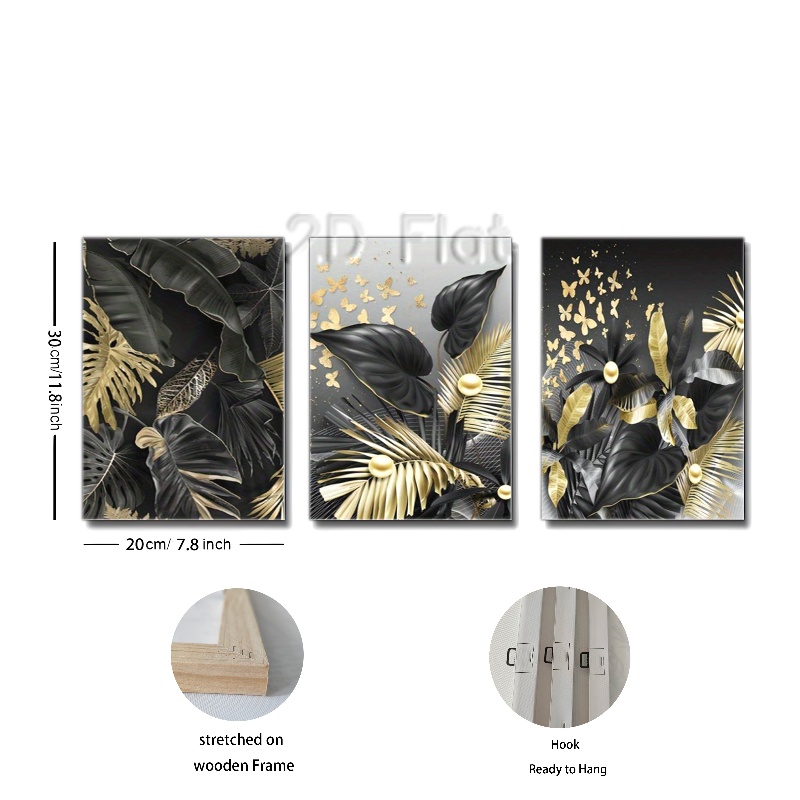 2D Flat
30cm/11.8inch
20cm/ 7.8 inch
stretched on
wooden Frame
Hook
Ready to Hang